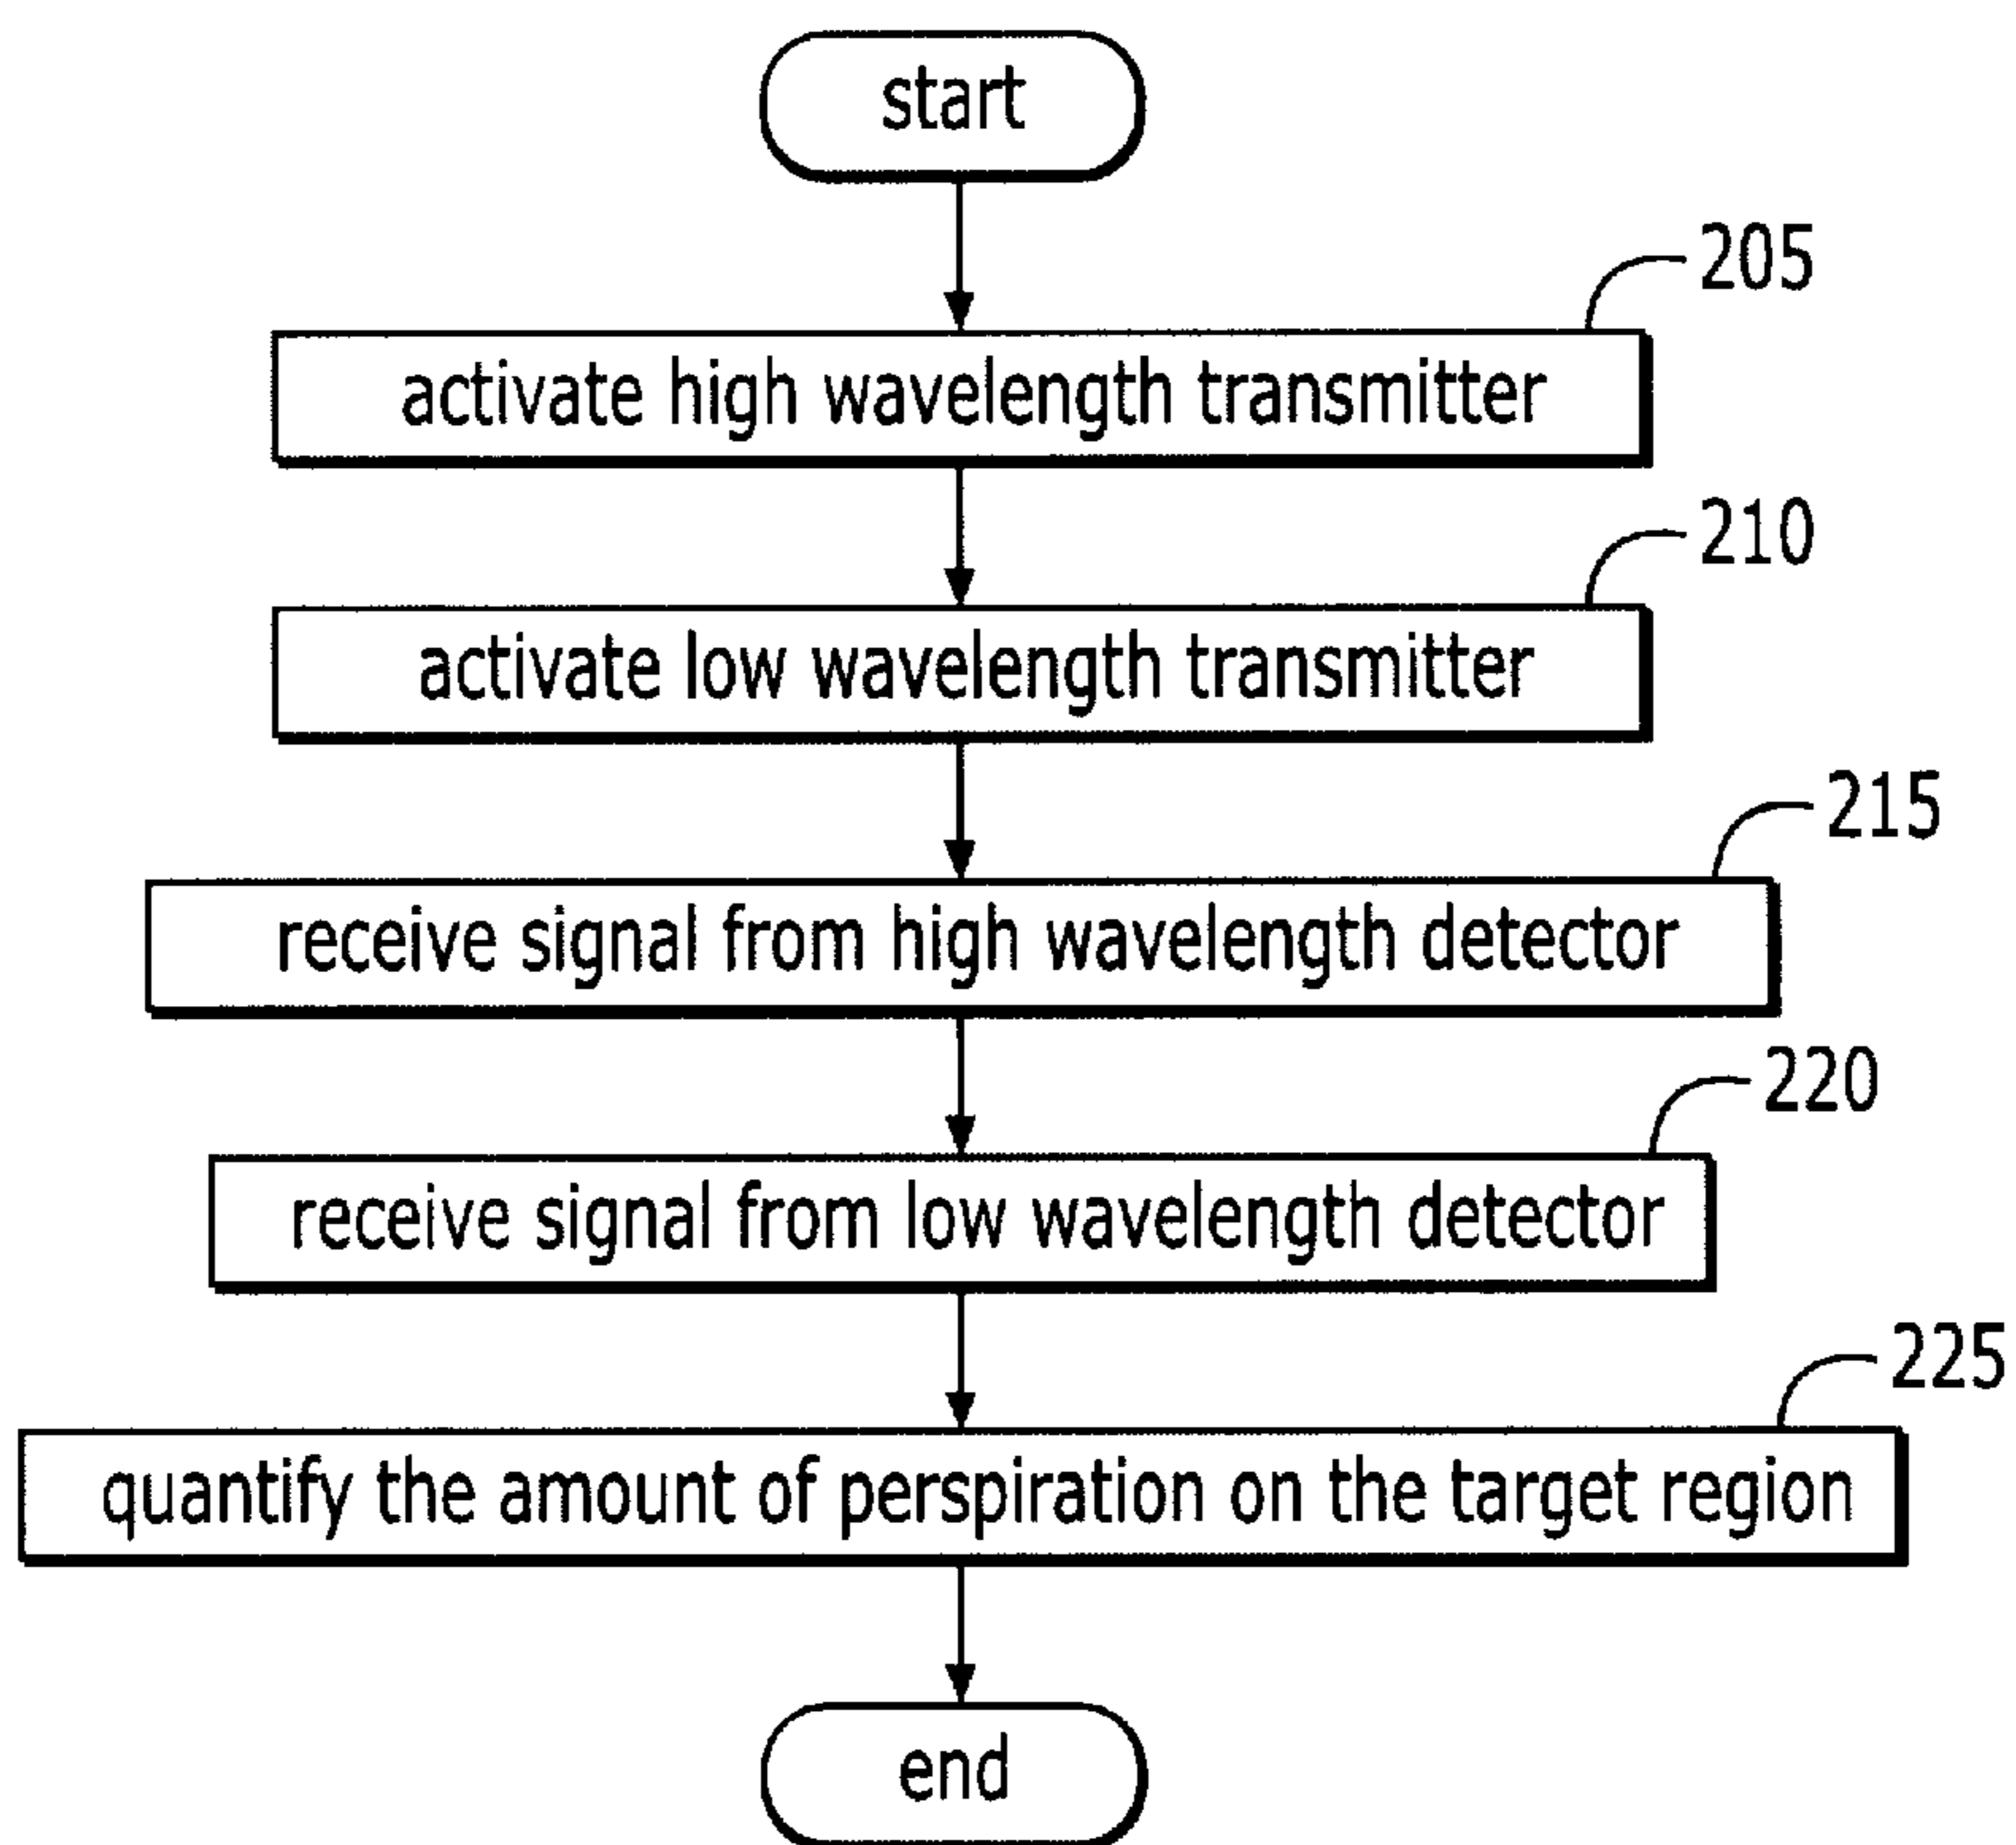 start
205
activate high wavelength transmitter
210
activate low wavelength transmitter
215
receive signal from high wavelength detector
220
receive signal from low wavelength detector
225
quantify the amount of perspiration on the target region
end